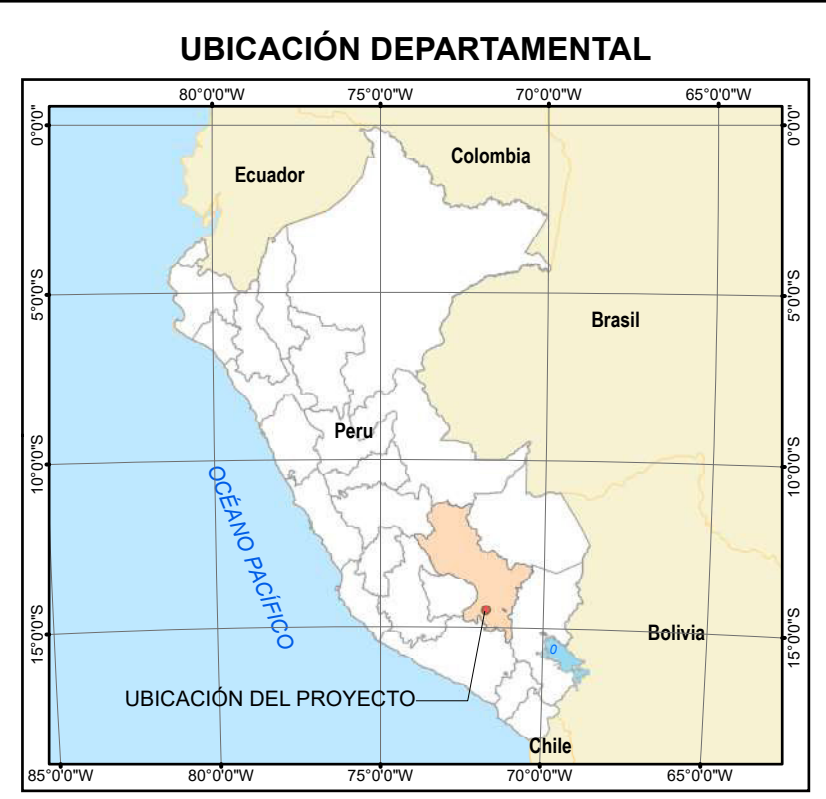 UBICACIÓN DEPARTAMENTAL
80°0'0"W 75°0'0"W 70°0'0"W 65°0'0"W
0°0'0" 0°0'0"
Colombia
Ecuador
5°0'0"S 5°0'0"S
Brasil
Peru
10°0'0"S 10°0'0"S
OCÉANO PACÍFICO
15°0'0"S 15°0'0"S
Bolivia
0
UBICACIÓN DEL PROYECTO
Chile
85°0'0"W 80°0'0"W 75°0'0"W 70°0'0"W 65°0'0"W